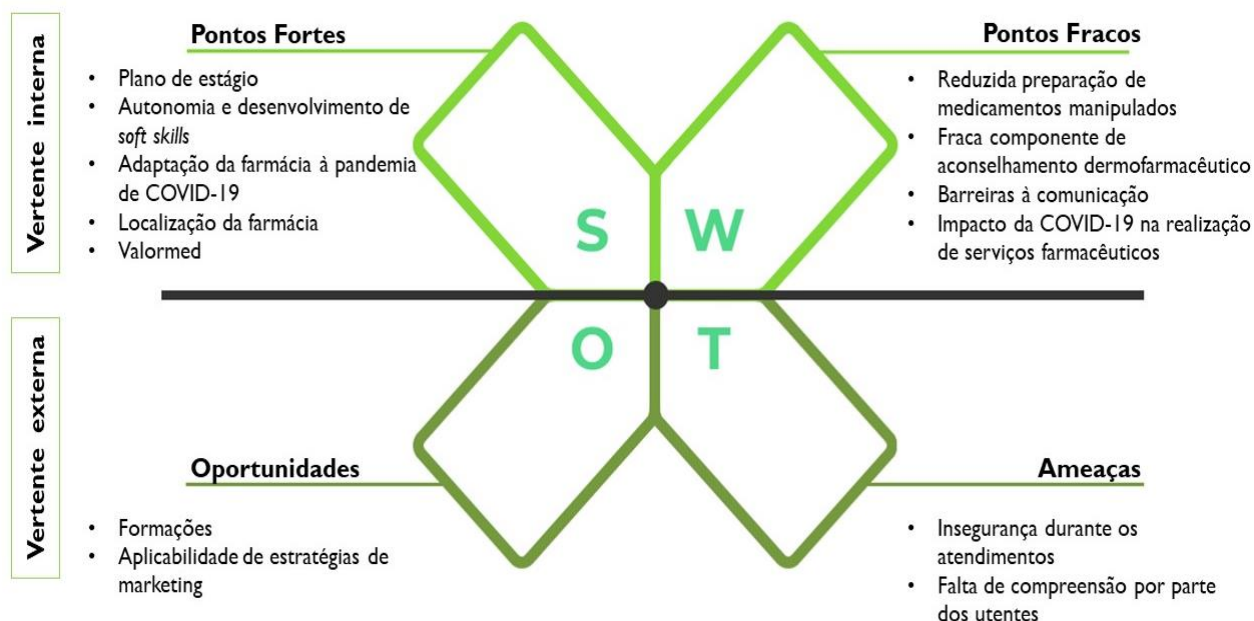 Vertente interna
Pontos Fortes
• Plano de estágio
• Autonomia e desenvolvimento de
soft skills
• Adaptação da farmácia à pandemia
de COVID-19
• Localização da farmácia
• Valormed
Pontos Fracos
• Reduzida preparação de
medicamentos manipulados
• Fraca componente de
aconselhamento dermofarmacêutico
• Barreiras à comunicação
• Impacto da COVID-19 na realização
de serviços farmacêuticos
S W
O T
Vertente externa
Oportunidades
• Formações
• Aplicabilidade de estratégias de
marketing
Ameaças
• Insegurança durante os
atendimentos
• Falta de compreensão por parte
dos utentes